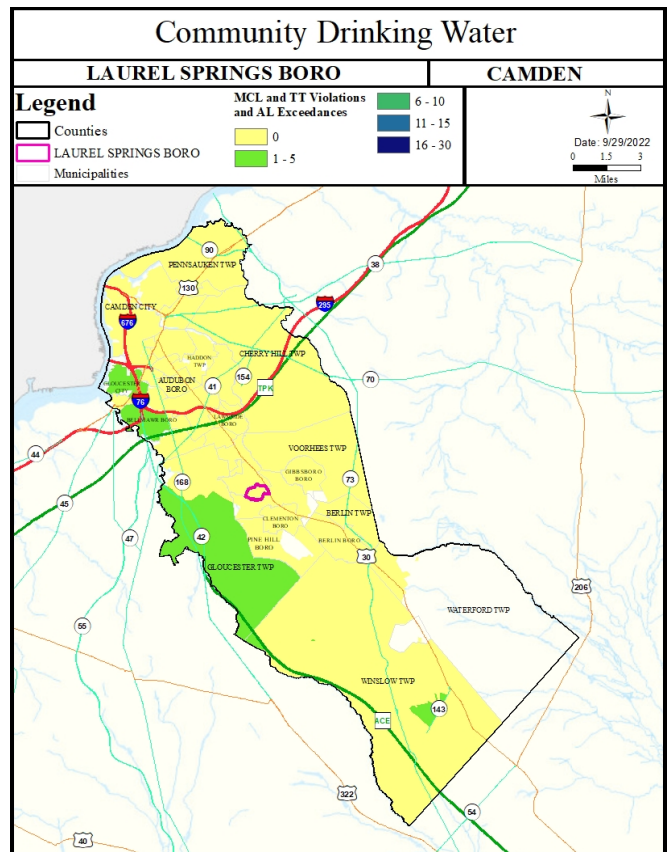 Community Drinking Water
LAUREL SPRINGS BORO
CAMDEN
Legend
Counties
LAUREL SPRINGS BORO
Municipalities
MCL and TT Violations
and AL Exceedances
0
1 - 5
6 - 10
11 - 15
16 - 30
N
Date: 9/29/2022
0 1.5 3
Miles
90
PENNSAUKEN TWP
38
130
295
CAMDEN CITY
676
HADDON
TWP
CHERRY HILL TWP
154
70
GLOUCESTER
CITY
AUDUBON
BORO
41
TPK
76
BELLMAWR BORO
LAWNSIDE
BORO
44
VOORHEES TWP
GIBBSBORO
BORO
73
168
45
CLEMENTON
BORO
BERLIN TWP
47
42
PINE HILL
BORO
BERLIN BORO
30
GLOUCESTER TWP
206
WATERFORD TWP
55
WINSLOW TWP
143
ACE
322
54
40